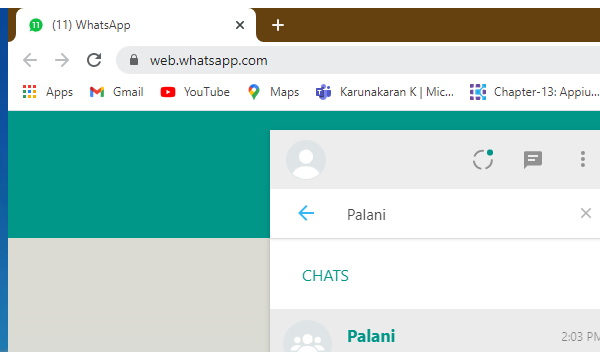 11 (11) WhatsApp
web.whatsapp.com
Apps Gmail YouTube Maps Karunakaran K | Mic... Chapter-13: Appiu...
Palani
CHATS
Palani 2:03 PM